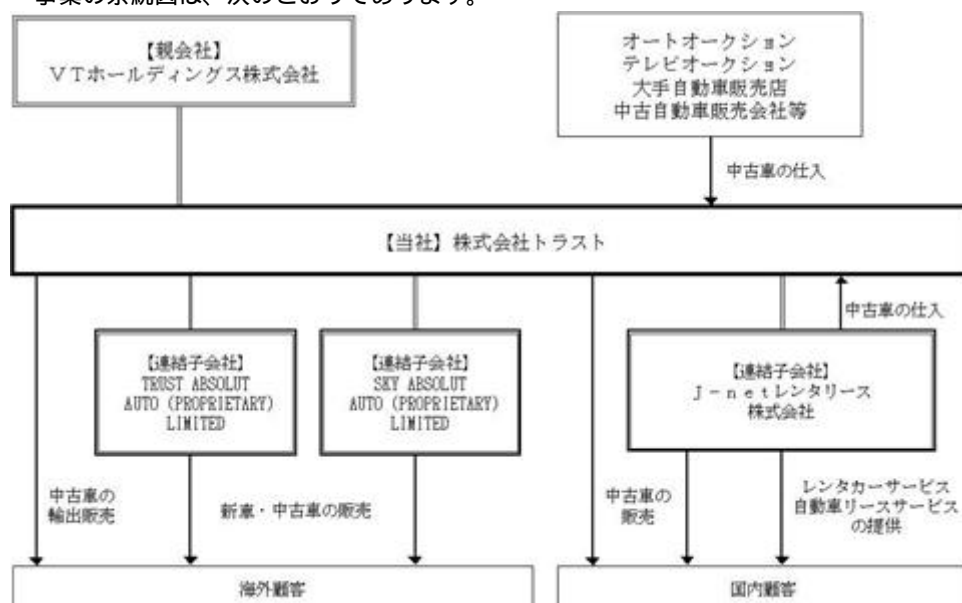 事業の系統図は、次のとおりであります。
【親会社】
ＶＴホールディングス株式会社
オートオークション
テレビオークション
大手自動車販売店
中古自動車販売会社等
中古車の仕入
【当社】株式会社トラスト
中古車の仕入
【連結子会社】
TRUST ABSOLUT
AUTO (PROPRIETARY)
LIMITED
【連結子会社】
SKY ABSOLUT
AUTO (PROPRIETARY)
LIMITED
【連結子会社】
Ｊ－ｎｅｔレンタリース
株式会社
中古車の
輸出販売
新車・中古車の販売
中古車の
販売
レンタカーサービス
自動車リースサービス
の提供
海外顧客
国内顧客